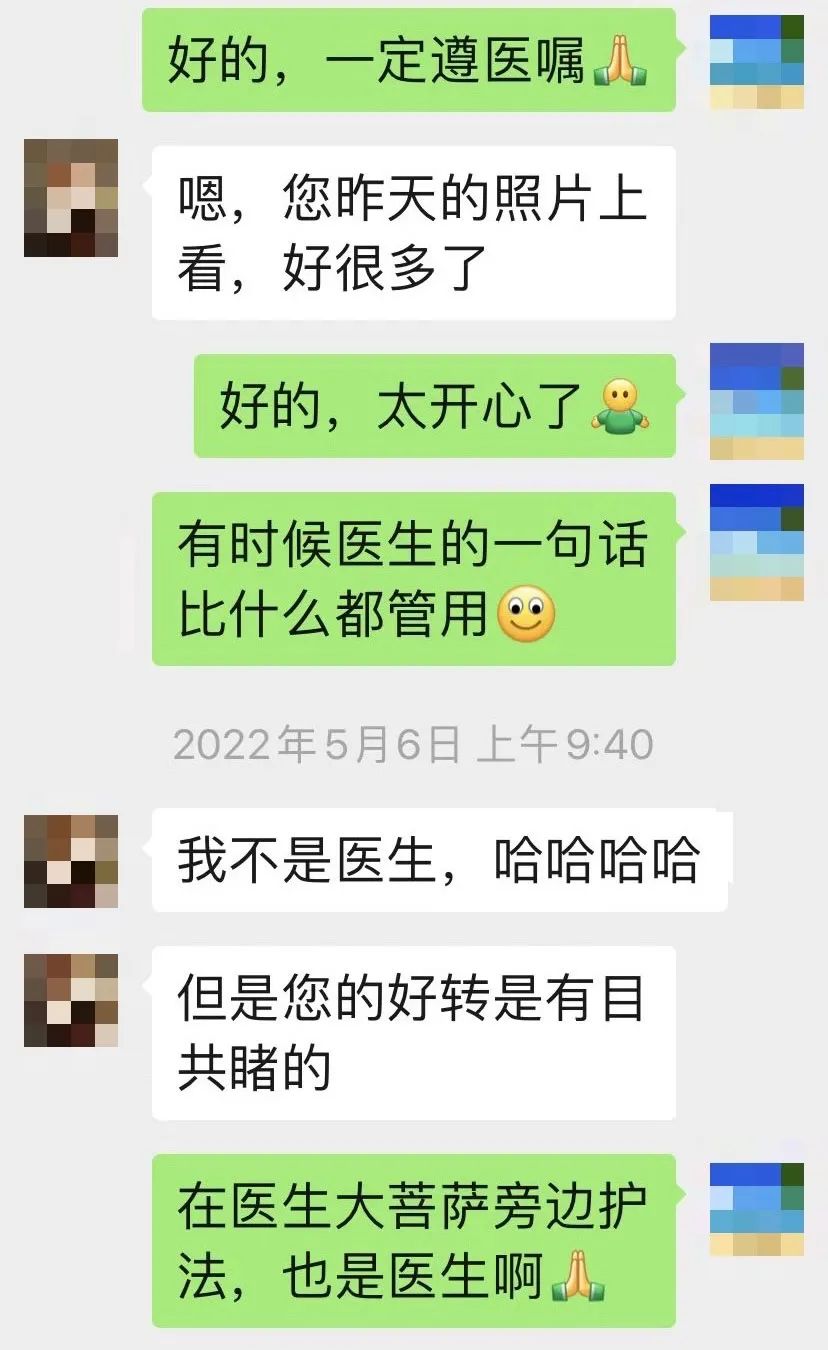 好的，一定遵医嘱🙏
嗯，您昨天的照片上
看，好很多了
好的，太开心了
有时候医生的一句话
比什么都管用🙂
2022年5月6日 上午9:40
我不是医生，哈哈哈哈
但是您的好转是有目
共睹的
在医生大菩萨旁边护
法，也是医生啊🙏